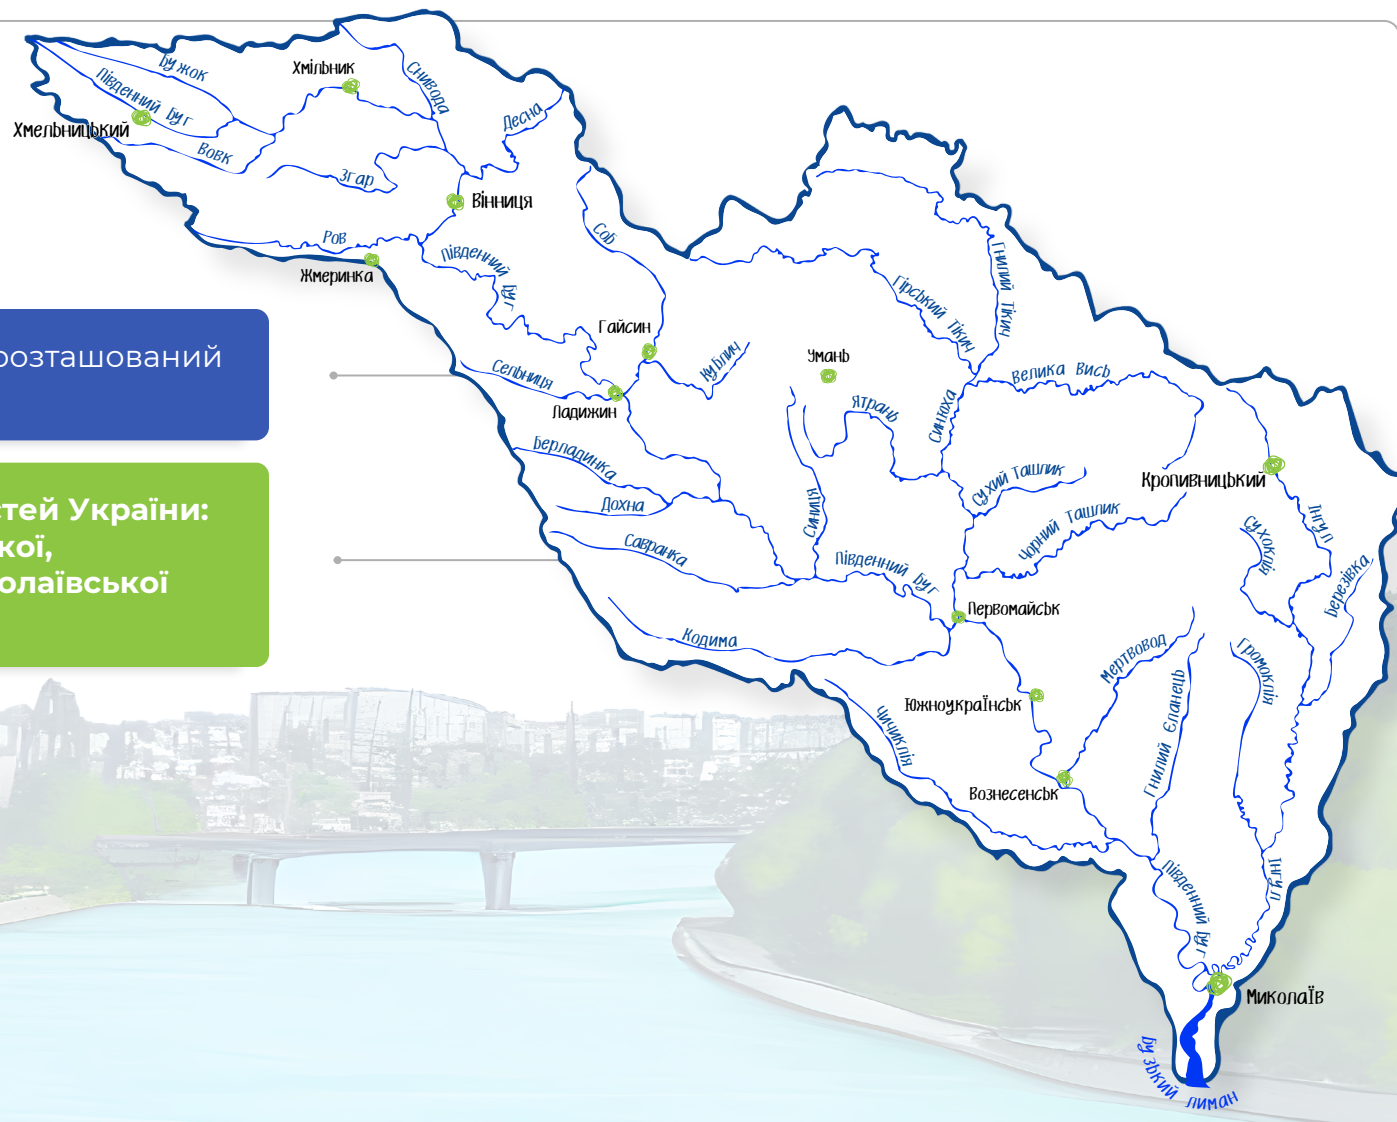 Бужок
Хмільник
Снивода
Південний Буг
Десна
Хмельницький
Вовк
Згар
Вінниця
Ров
Соб
Південний Буг
Гнилий Тікич
Жмеринка
Гірський Тікич
Гайсин
Умань
розташований
Кублич
Сельниця
Велика Вись
Ладижин
Ятрань
Синюха
Берладинка
Кропивницький
Сухий Ташлик
стей України:
Дохна
Синиця
Чорний Ташлик
Сухоклія
Інгул
кої,
Савранка
Південний Буг
Березівка
олаївської
Первомайськ
Кодима
Мертвовод
Громоклія
Гнилий Єланець
Южноукраїнськ
Чичиклія
Вознесенськ
Південний Буг
Інгул
Миколаїв
Бузький лиман